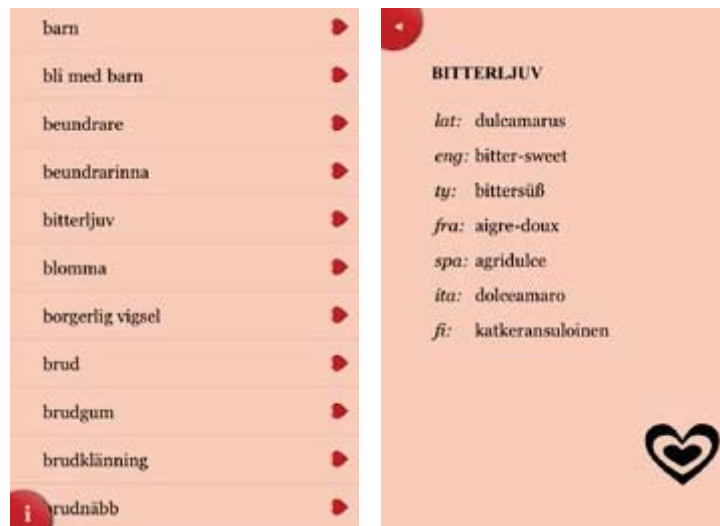 barn
bli med barn
beundrare
beundrarinna
bitterljuv
blomma
borgerlig vigsel
brud
brudgum
brudklänning
i
rudnäbb
BITTERLJUV
lat: dulcamarus
eng: bitter-sweet
ty: bittersüß
fra: aigre-doux
spa: agridulce
ita: dolceamaro
fi: katkeransuloinen